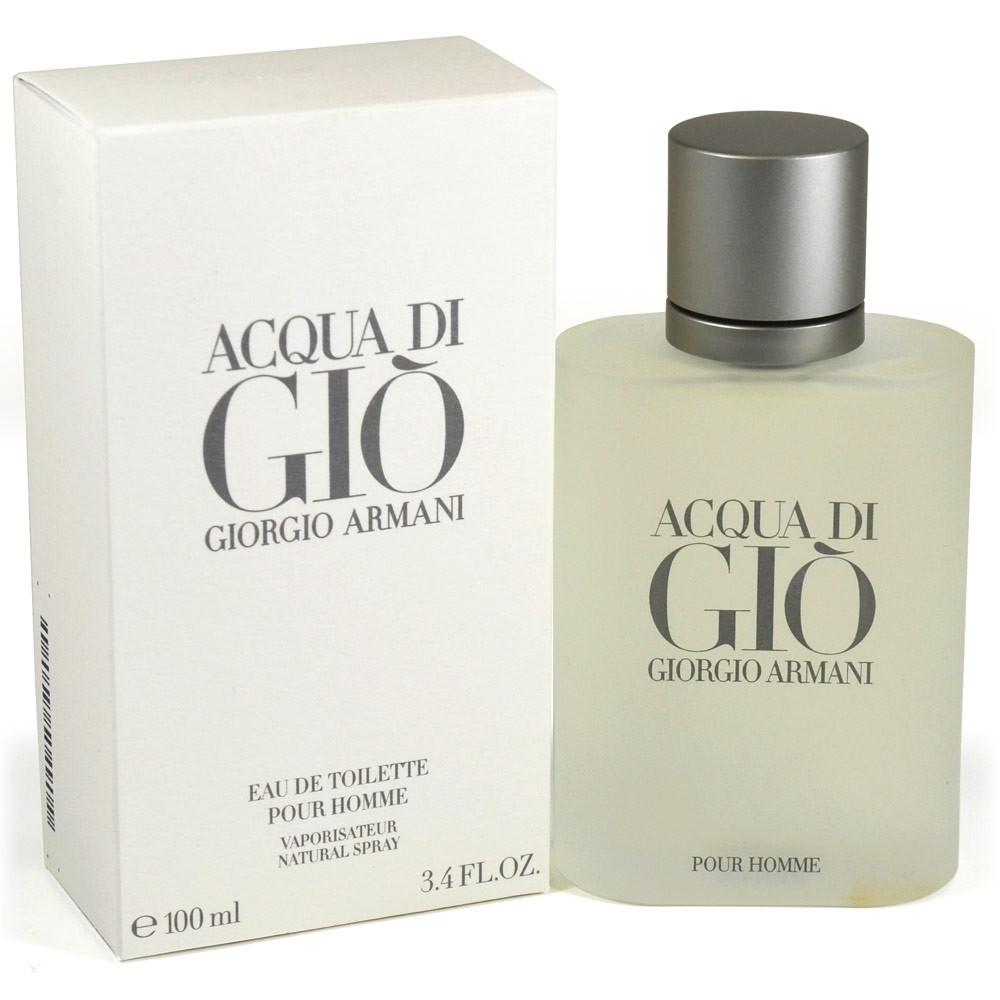 ACQUA DI
GIÒ
GIORGIO ARMANI
EAU DE TOILETTE
POUR HOMME
VAPORISATEUR
NATURAL SPRAY
3.4 FL.OZ.
℮ 100 ml
ACQUA DI
GIÒ
GIORGIO ARMANI
POUR HOMME